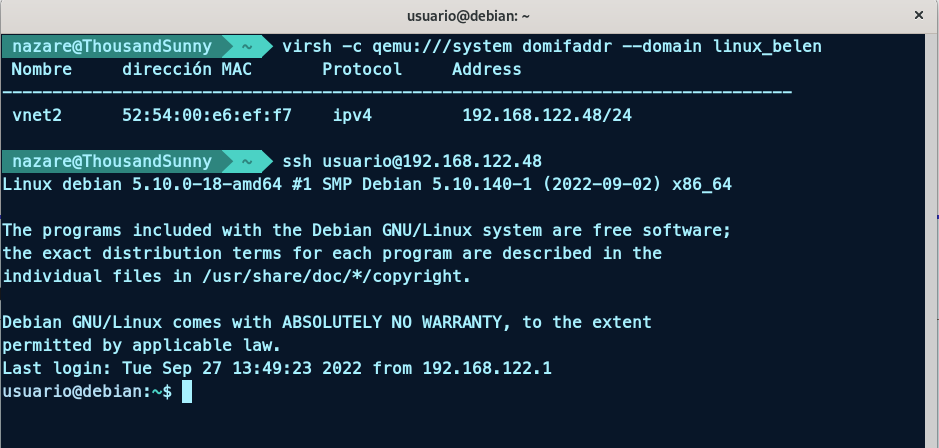 usuario@debian: ~
nazare@ThousandSunny ~ virsh -c qemu:///system domifaddr --domain linux_belen
Nombre dirección MAC Protocol Address
-------------------------------------------------------------------------------
vnet2 52:54:00:e6:ef:f7 ipv4 192.168.122.48/24
nazare@ThousandSunny ~ ssh usuario@192.168.122.48
Linux debian 5.10.0-18-amd64 #1 SMP Debian 5.10.140-1 (2022-09-02) x86_64
The programs included with the Debian GNU/Linux system are free software;
the exact distribution terms for each program are described in the
individual files in /usr/share/doc/*/copyright.
Debian GNU/Linux comes with ABSOLUTELY NO WARRANTY, to the extent
permitted by applicable law.
Last login: Tue Sep 27 13:49:23 2022 from 192.168.122.1
usuario@debian:~$